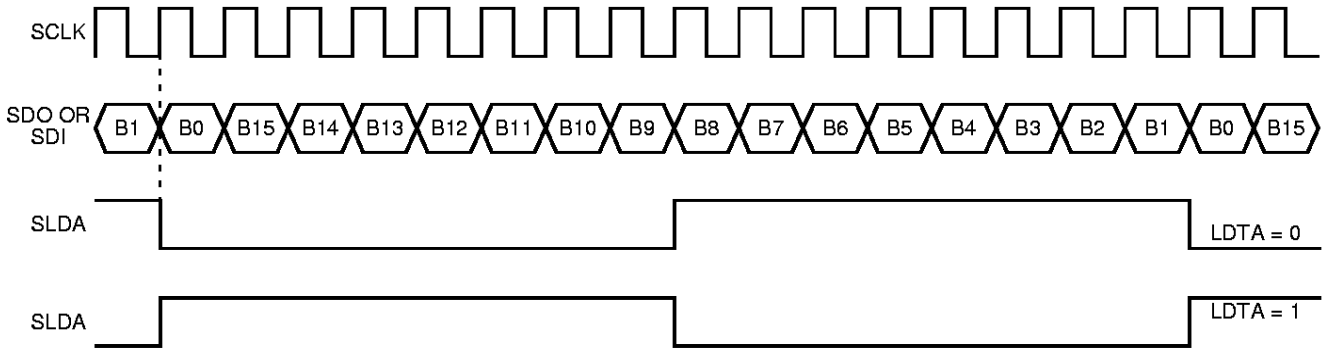 SCLK
SDO OR
SDI
B1 B0 B15 B14 B13 B12 B11 B10 B9 B8 B7 B6 B5 B4 B3 B2 B1 B0 B15
SLDA
LDTA = 0
SLDA
LDTA = 1